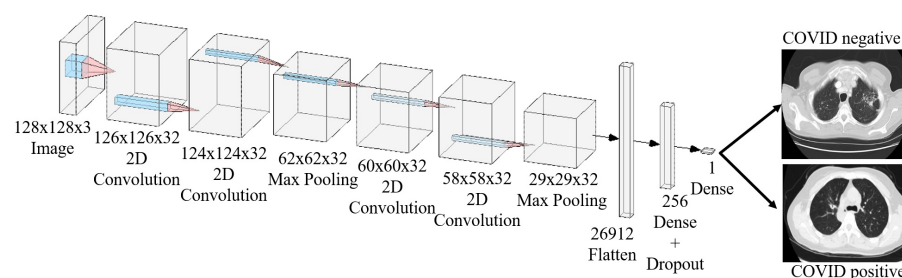 128x128x3
Image
126x126x32
2D
Convolution
124x124x32
2D
Convolution
62x62x32
Max Pooling
60x60x32
2D
Convolution
58x58x32
2D
Convolution
29x29x32
Max Pooling
26912
Flatten
256
Dense
+
Dropout
1
Dense
COVID negative
COVID positive